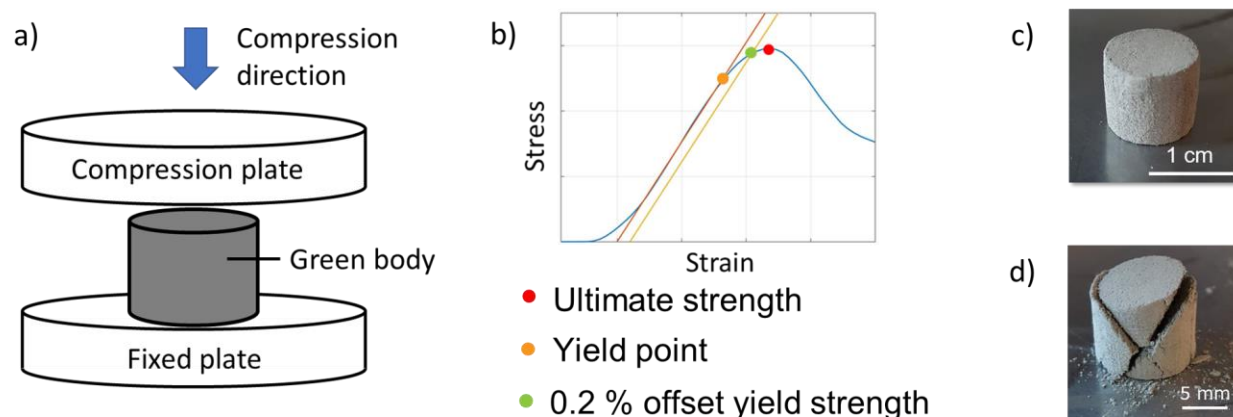 a)
Compression
direction
Compression plate
Green body
Fixed plate
b)
Stress
Strain
Ultimate strength
Yield point
0.2 % offset yield strength
c)
1 cm
d)
5 mm